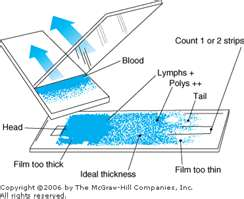 Count 1 or 2 strips
Blood
Lymphs +
Polys ++
Tail
Head
Film too thick
Ideal thickness
Film too thin
Copyright ©2006 by The McGraw-Hill Companies, Inc.
All rights reserved.